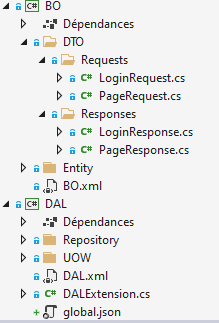 BO
Dépendances
DTO
Requests
LoginRequest.cs
PageRequest.cs
Responses
LoginResponse.cs
PageResponse.cs
Entity
BO.xml
DAL
Dépendances
Repository
UOW
DAL.xml
DALExtension.cs
global.json